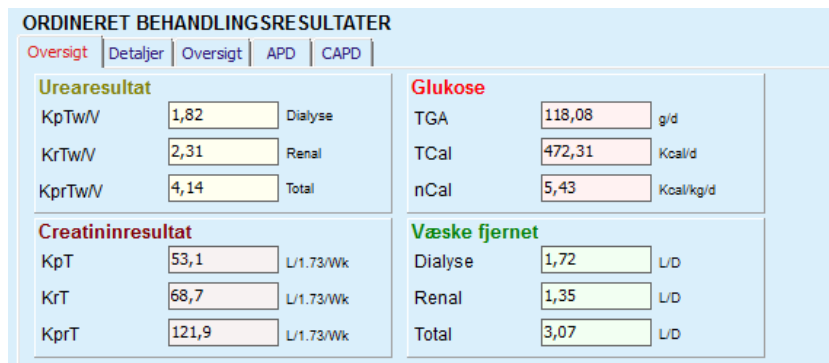 ORDINERET BEHANDLINGSRESULTATER
Oversigt Detaljer Oversigt APD CAPD
Urearesultat
KpTw/V 1,82 Dialyse
KrTw/V 2,31 Renal
KprTw/V 4,14 Total
Glukose
TGA 118,08 g/d
TCal 472,31 Kcal/d
nCal 5,43 Kcal/kg/d
Creatininresultat
KpT 53,1 L/1.73/Wk
KrT 68,7 L/1.73/Wk
KprT 121,9 L/1.73/Wk
Væske fjernet
Dialyse 1,72 L/D
Renal 1,35 L/D
Total 3,07 L/D